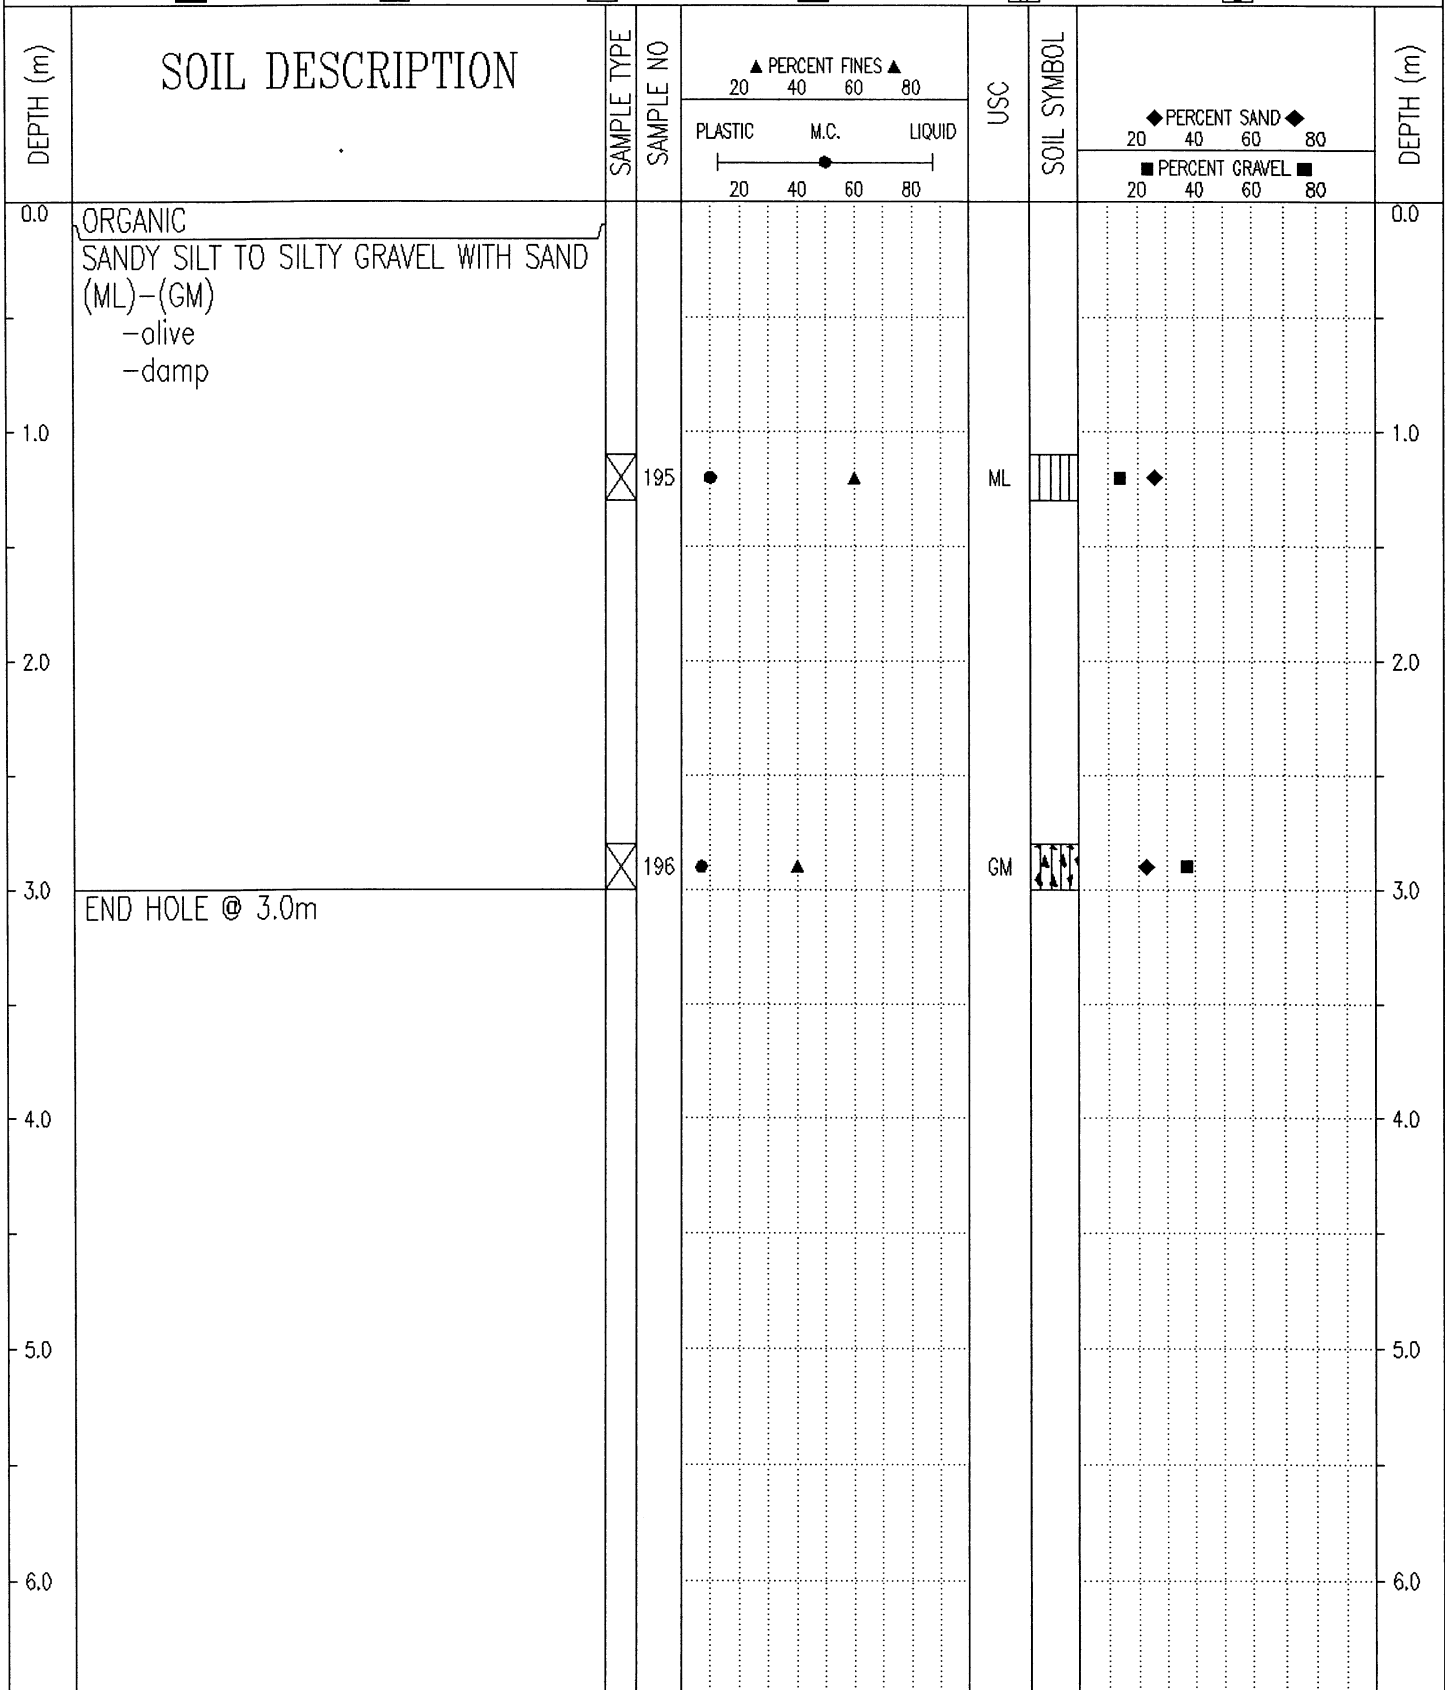 DEPTH (m)
SOIL DESCRIPTION
SAMPLE TYPE
SAMPLE NO
▲ PERCENT FINES ▲
20 40 60 80
PLASTIC M.C. LIQUID
20 40 60 80
USC
SOIL SYMBOL
◆ PERCENT SAND ◆
20 40 60 80
■ PERCENT GRAVEL ■
20 40 60 80
DEPTH (m)
0.0 ORGANIC 0.0
SANDY SILT TO SILTY GRAVEL WITH SAND
(ML)-(GM)
-olive
-damp
1.0 1.0
195 ML
2.0 2.0
196 GM
3.0 3.0
END HOLE @ 3.0m
4.0 4.0
5.0 5.0
6.0 6.0